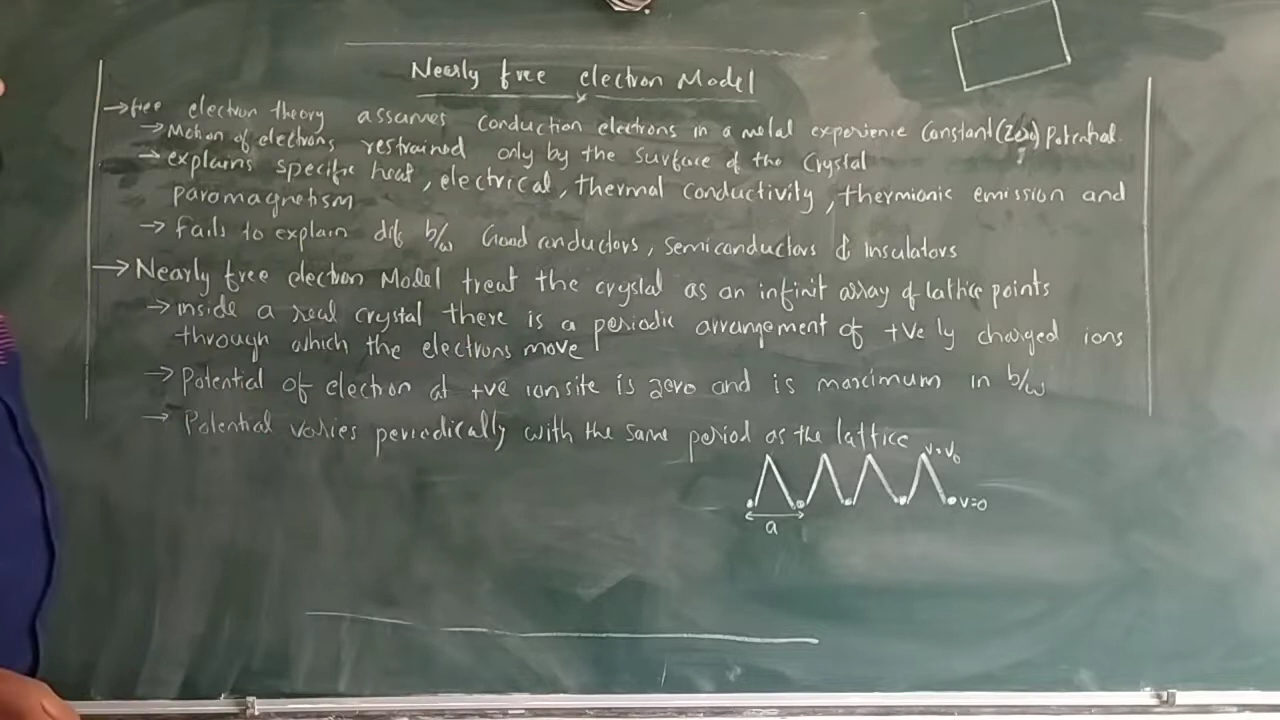 Nearly free electron Model
→ free electron theory assumes conduction electrons in a metal experience constant (zero) potential.
→ Motion of electrons restrained only by the surface of the crystal
→ explains specific heat, electrical, thermal conductivity, thermionic emission and
paramagnetism
→ fails to explain dif b/w Good conductors, semiconductors & insulators
→ Nearly free electron Model treat the crystal as an infinit array of lattice points
→ inside a real crystal there is a periodic arrangement of +ve ly charged ions
through which the electrons move
→ Potential of electron at +ve ion site is zero and is maximum in b/w
→ Potential varies periodically with the same period as the lattice
V=V₀
V=0
a